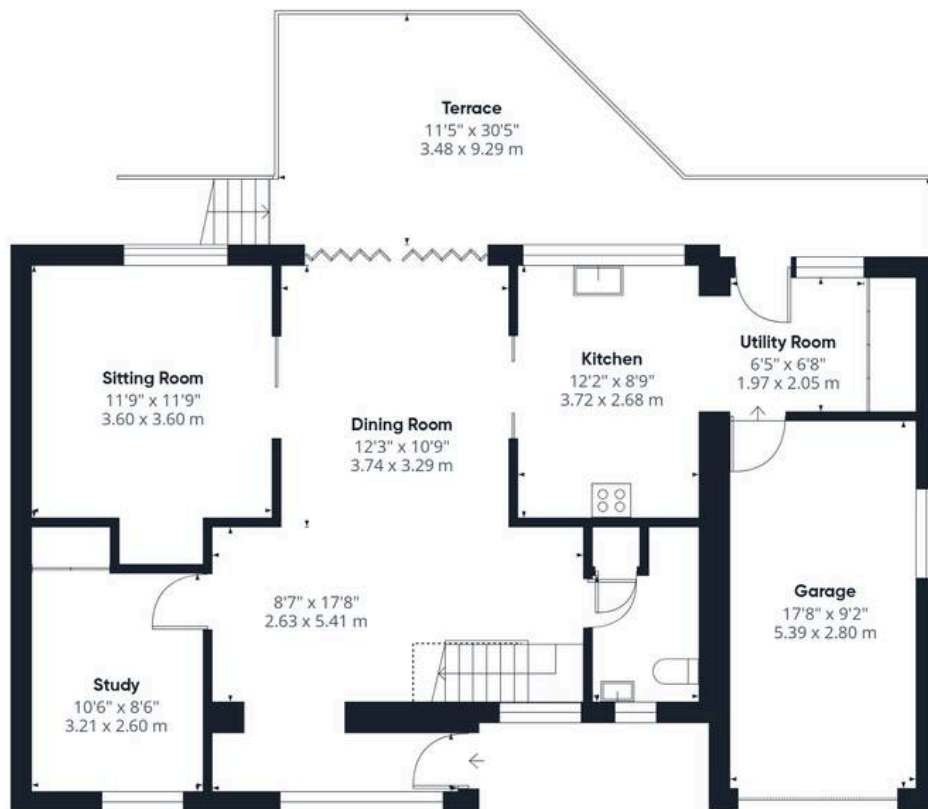 Terrace
11'5" x 30'5"
3.48 x 9.29 m
Sitting Room
11'9" x 11'9"
3.60 x 3.60 m
Dining Room
12'3" x 10'9"
3.74 x 3.29 m
Kitchen
12'2" x 8'9"
3.72 x 2.68 m
Utility Room
6'5" x 6'8"
1.97 x 2.05 m
8'7" x 17'8"
2.63 x 5.41 m
Study
10'6" x 8'6"
3.21 x 2.60 m
Garage
17'8" x 9'2"
5.39 x 2.80 m